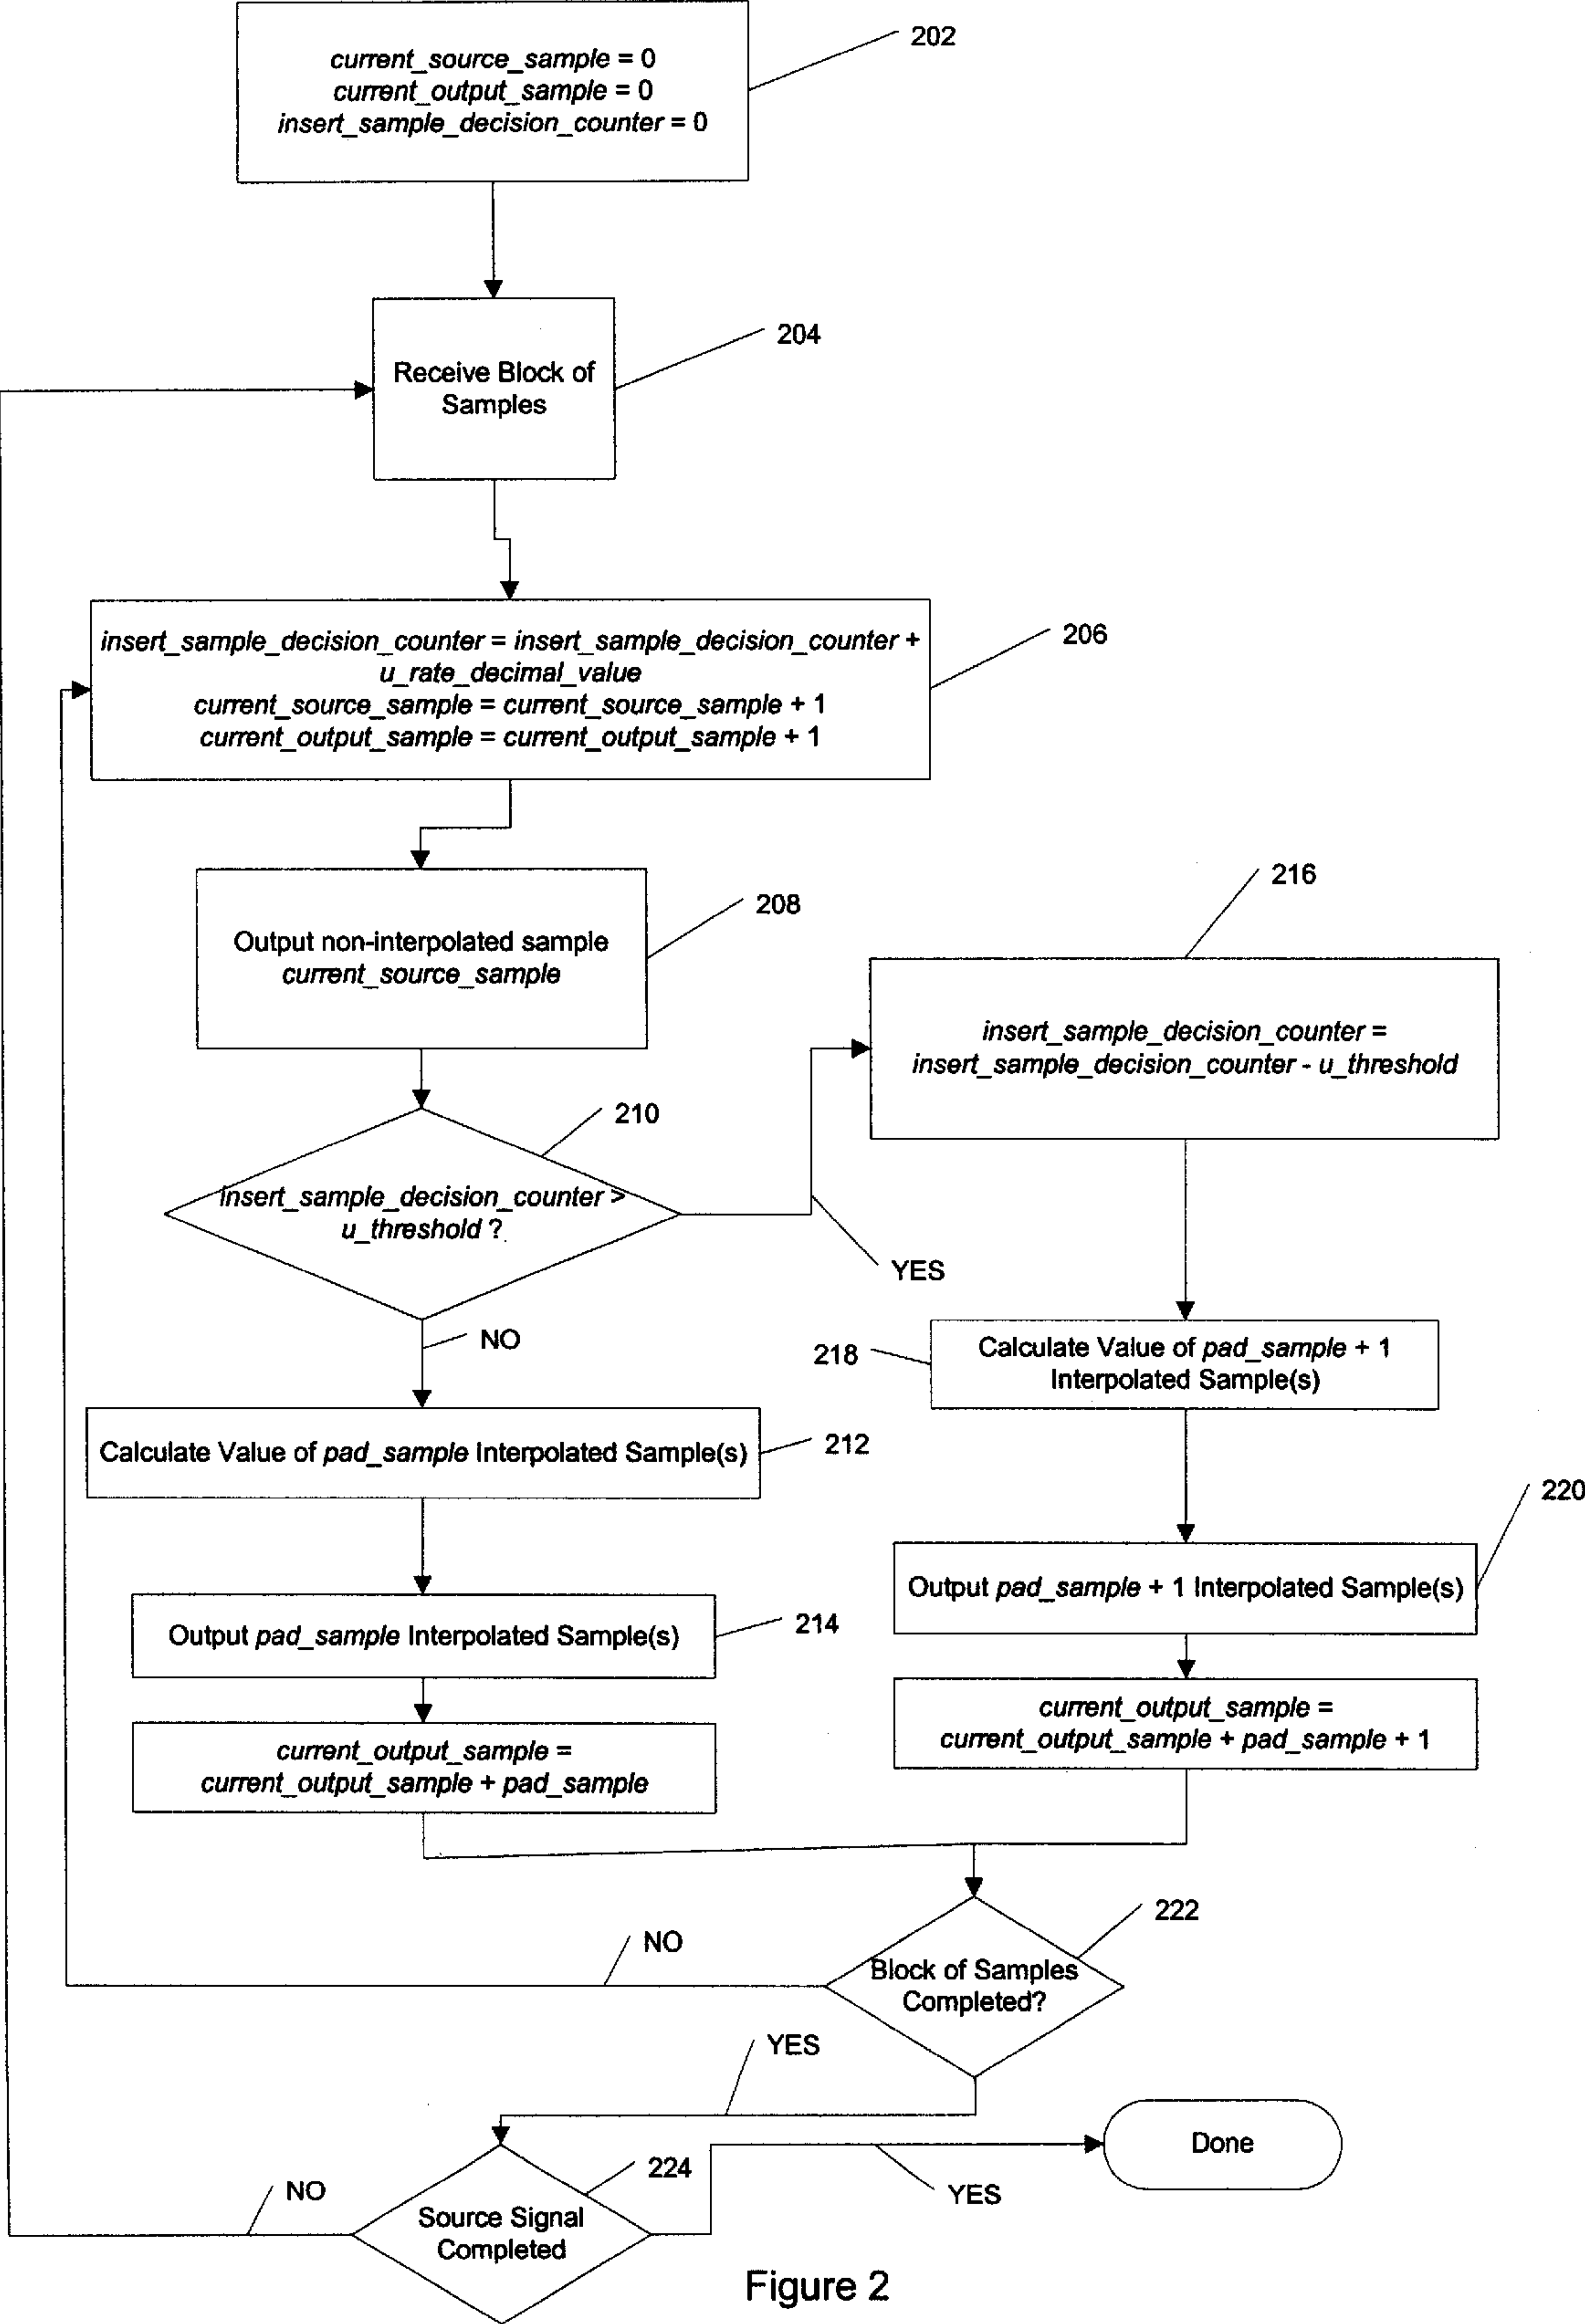 current_source_sample = 0
current_output_sample = 0
insert_sample_decision_counter = 0
202
Receive Block of
Samples
204
insert_sample_decision_counter = insert_sample_decision_counter +
u_rate_decimal_value
current_source_sample = current_source_sample + 1
current_output_sample = current_output_sample + 1
206
Output non-interpolated sample
current_source_sample
208
216
insert_sample_decision_counter =
insert_sample_decision_counter - u_threshold
210
insert_sample_decision_counter >
u_threshold ?
YES
NO
218
Calculate Value of pad_sample + 1
Interpolated Sample(s)
Calculate Value of pad_sample Interpolated Sample(s)
212
220
Output pad_sample + 1 Interpolated Sample(s)
Output pad_sample Interpolated Sample(s)
214
current_output_sample =
current_output_sample + pad_sample + 1
current_output_sample =
current_output_sample + pad_sample
222
NO
Block of Samples
Completed?
YES
Done
224
NO
YES
Source Signal
Completed
Figure 2